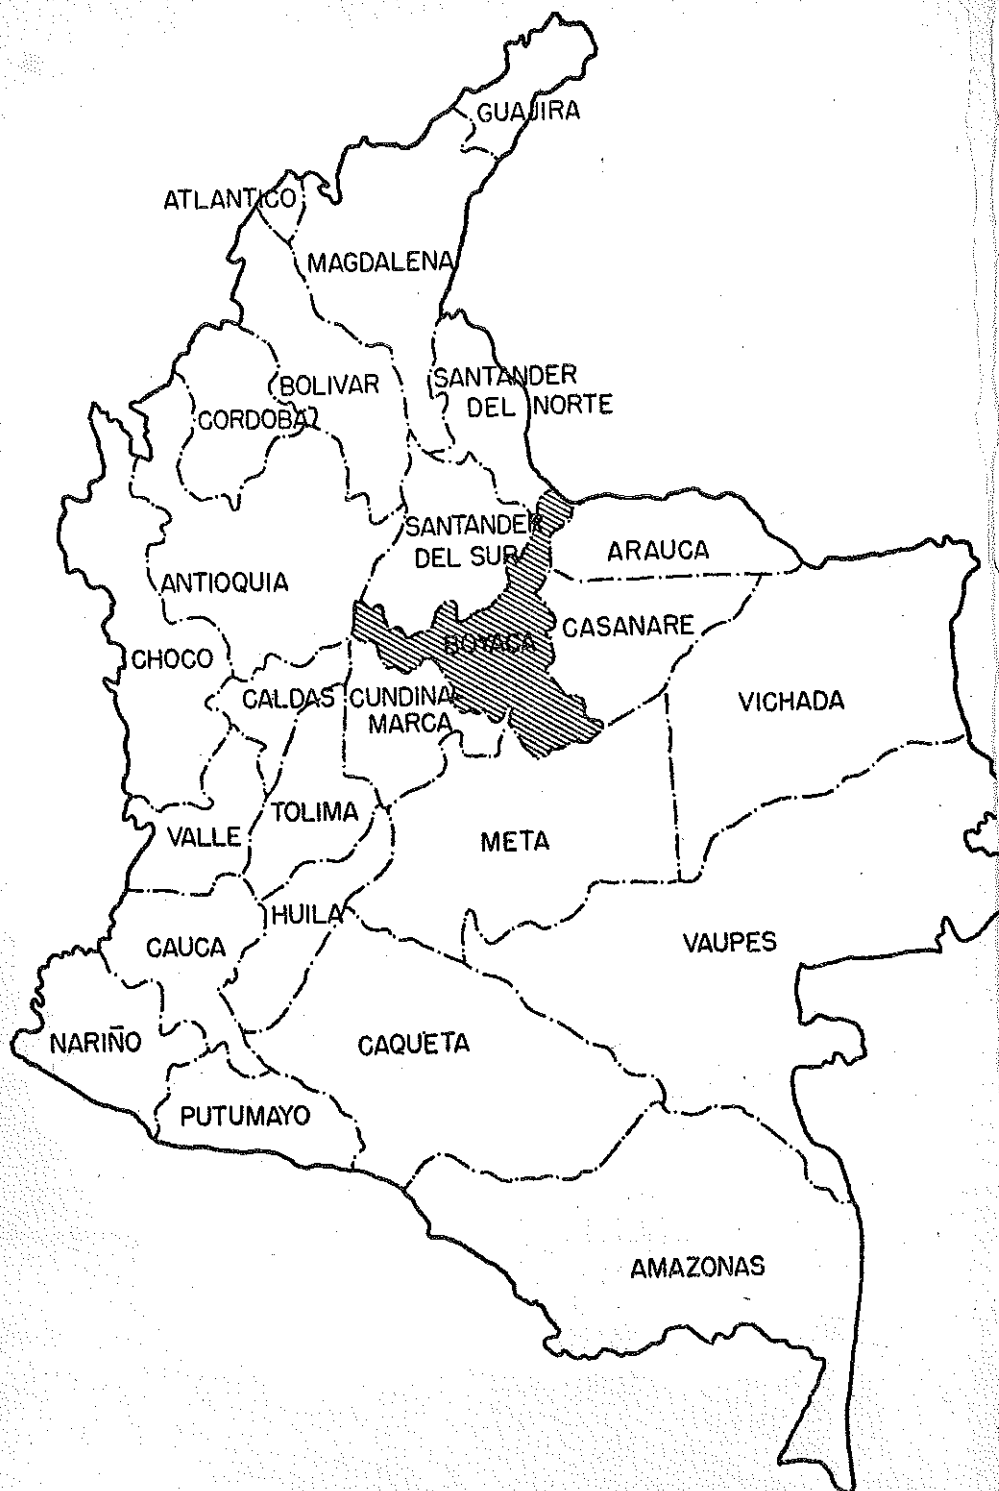 GUAJIRA
ATLANTICO
MAGDALENA
BOLIVAR
SANTANDER
DEL NORTE
CORDOBA
SANTANDER
DEL SUR
ARAUCA
ANTIOQUIA
CASANARE
BOYACA
CHOCO
CALDAS
CUNDINA
MARCA
VICHADA
TOLIMA
VALLE
META
HUILA
CAUCA
VAUPES
NARIÑO
CAQUETA
PUTUMAYO
AMAZONAS